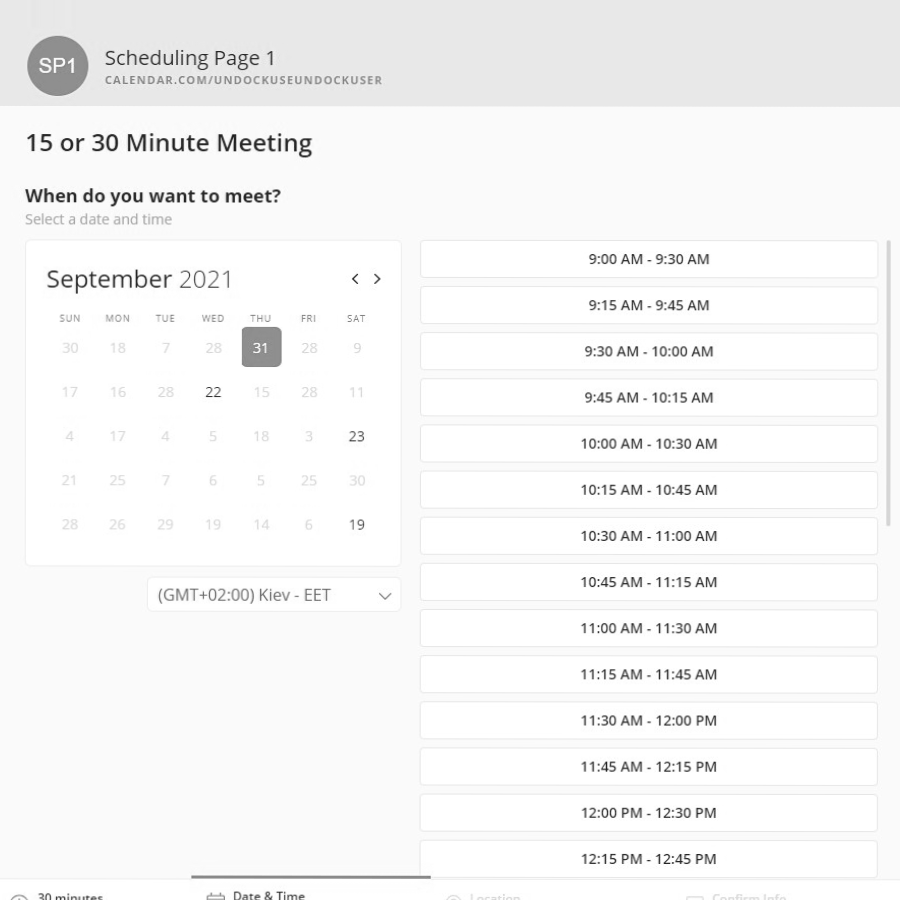 SP1
Scheduling Page 1
CALENDAR.COM/UNDOCKUSEUNDOCKUSER
15 or 30 Minute Meeting
When do you want to meet?
Select a date and time
September 2021
SUN MON TUE WED THU FRI SAT
30 18 7 28 31 28 9
17 16 28 22 15 28 11
4 17 4 5 18 3 23
21 25 7 6 5 25 30
28 26 29 19 14 6 19
(GMT+02:00) Kiev - EET
9:00 AM - 9:30 AM
9:15 AM - 9:45 AM
9:30 AM - 10:00 AM
9:45 AM - 10:15 AM
10:00 AM - 10:30 AM
10:15 AM - 10:45 AM
10:30 AM - 11:00 AM
10:45 AM - 11:15 AM
11:00 AM - 11:30 AM
11:15 AM - 11:45 AM
11:30 AM - 12:00 PM
11:45 AM - 12:15 PM
12:00 PM - 12:30 PM
12:15 PM - 12:45 PM
30 minutes
Date & Time
Location
Confirm Info